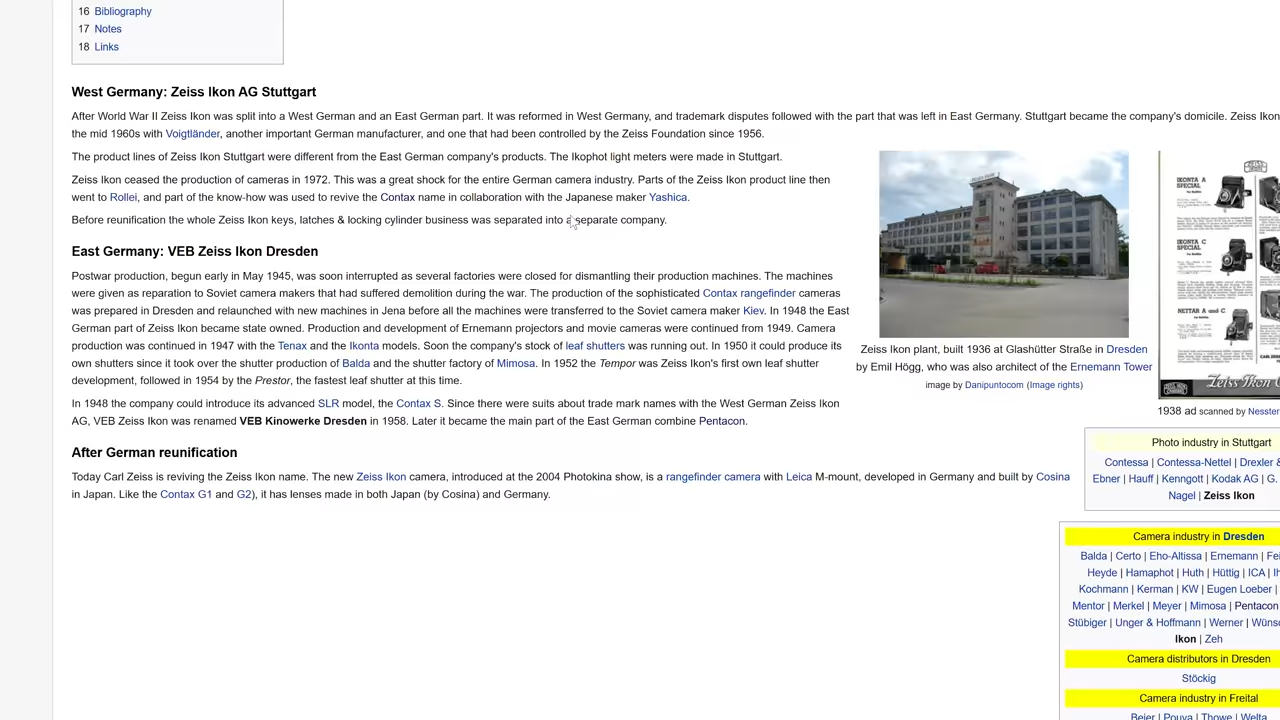 16 Bibliography
17 Notes
18 Links
West Germany: Zeiss Ikon AG Stuttgart
After World War II Zeiss Ikon was split into a West German and an East German part. It was reformed in West Germany, and trademark disputes followed with the part that was left in East Germany. Stuttgart became the company's domicile. Zeiss Ikon
the mid 1960s with Voigtländer, another important German manufacturer, and one that had been controlled by the Zeiss Foundation since 1956.
The product lines of Zeiss Ikon Stuttgart were different from the East German company's products. The Ikophot light meters were made in Stuttgart.
Zeiss Ikon ceased the production of cameras in 1972. This was a great shock for the entire German camera industry. Parts of the Zeiss Ikon product line then
went to Rollei, and part of the know-how was used to revive the Contax name in collaboration with the Japanese maker Yashica.
Before reunification the whole Zeiss Ikon keys, latches & locking cylinder business was separated into a separate company.
East Germany: VEB Zeiss Ikon Dresden
Postwar production, begun early in May 1945, was soon interrupted as several factories were closed for dismantling their production machines. The machines
were given as reparation to Soviet camera makers that had suffered demolition during the war. The production of the sophisticated Contax rangefinder cameras
was prepared in Dresden and relaunched with new machines in Jena before all the machines were transferred to the Soviet camera maker Kiev. In 1948 the East
German part of Zeiss Ikon became state owned. Production and development of Ernemann projectors and movie cameras were continued from 1949. Camera
production was continued in 1947 with the Tenax and the Ikonta models. Soon the company's stock of leaf shutters was running out. In 1950 it could produce its
own shutters since it took over the shutter production of Balda and the shutter factory of Mimosa. In 1952 the Tempor was Zeiss Ikon's first own leaf shutter
development, followed in 1954 by the Prestor, the fastest leaf shutter at this time.
In 1948 the company could introduce its advanced SLR model, the Contax S. Since there were suits about trade mark names with the West German Zeiss Ikon
AG, VEB Zeiss Ikon was renamed VEB Kinowerke Dresden in 1958. Later it became the main part of the East German combine Pentacon.
After German reunification
Today Carl Zeiss is reviving the Zeiss Ikon name. The new Zeiss Ikon camera, introduced at the 2004 Photokina show, is a rangefinder camera with Leica M-mount, developed in Germany and built by Cosina
in Japan. Like the Contax G1 and G2), it has lenses made in both Japan (by Cosina) and Germany.
Zeiss Ikon plant, built 1936 at Glashütter Straße in Dresden
by Emil Högg, who was also architect of the Ernemann Tower
image by Danipuntocom (Image rights)
IKONTA A
SPECIAL
IKONTA C
SPECIAL
NETTAR A and C
Zeiss Ikon
1938 ad scanned by Nesster
Photo industry in Stuttgart
Contessa | Contessa-Nettel | Drexler &
Ebner | Hauff | Kenngott | Kodak AG | G.
Nagel | Zeiss Ikon
Camera industry in Dresden
Balda | Certo | Eho-Altissa | Ernemann |
Heyde | Hamaphot | Huth | Hüttig | ICA |
Kochmann | Kerman | KW | Eugen Loeber |
Mentor | Merkel | Meyer | Mimosa | Pentacon
Stübiger | Unger & Hoffmann | Werner |
Ikon | Zeh
Camera distributors in Dresden
Stöckig
Camera industry in Freital
Beier | Pouva | Thowe | Welta